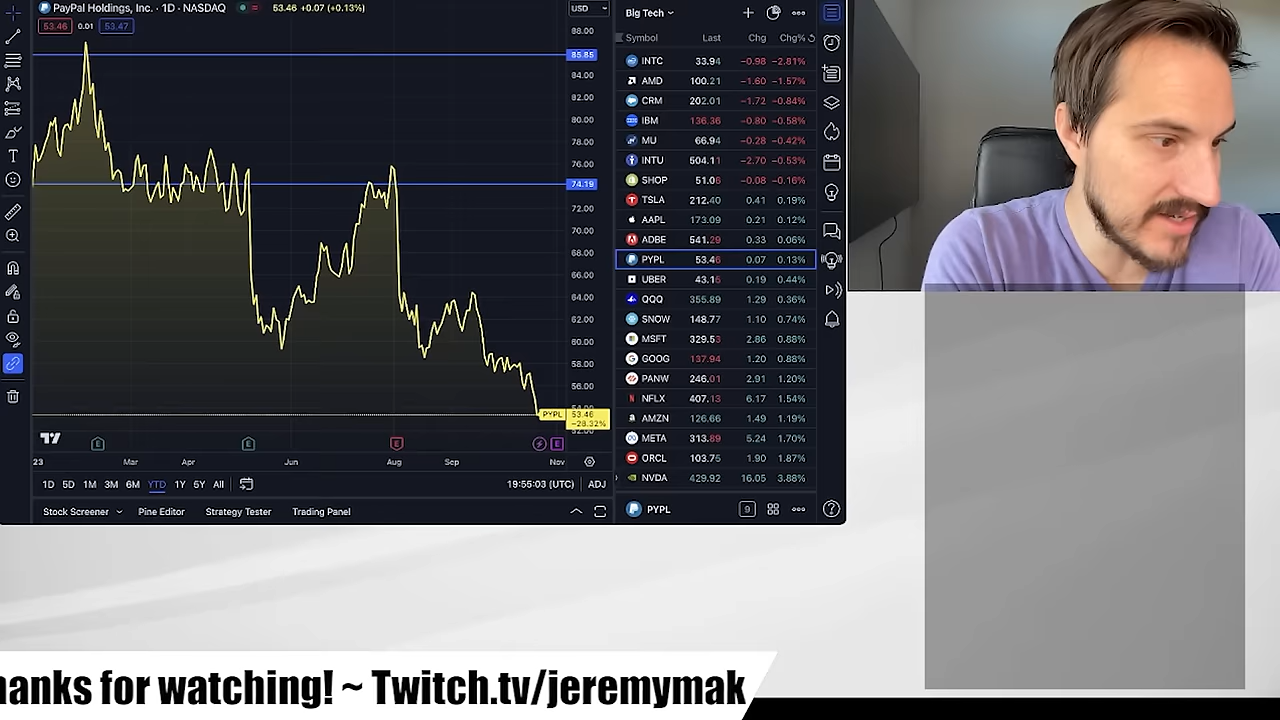 PayPal Holdings, Inc. · 1D · NASDAQ 53.46 +0.07 (+0.13%)
53.46 0.01 53.47
USD
88.00
85.85
84.00
82.00
80.00
78.00
76.00
74.19
72.00
70.00
68.00
66.00
64.00
62.00
60.00
58.00
56.00
PYPL 53.46
−28.32%
E E E E
23 Mar Apr Jun Aug Sep Nov
1D 5D 1M 3M 6M YTD 1Y 5Y All 19:55:03 (UTC) ADJ
Stock Screener Pine Editor Strategy Tester Trading Panel
Big Tech
Symbol Last Chg Chg%
INTC 33.94 −0.98 −2.81%
AMD 100.21 −1.60 −1.57%
CRM 202.01 −1.72 −0.84%
IBM 136.36 −0.80 −0.58%
MU 66.94 −0.28 −0.42%
INTU 504.11 −2.70 −0.53%
SHOP 51.06 −0.08 −0.16%
TSLA 212.40 0.41 0.19%
AAPL 173.09 0.21 0.12%
ADBE 541.29 0.33 0.06%
PYPL 53.46 0.07 0.13%
UBER 43.15 0.19 0.44%
QQQ 355.89 1.29 0.36%
SNOW 148.77 1.10 0.74%
MSFT 329.53 2.86 0.88%
GOOG 137.94 1.20 0.88%
PANW 246.01 2.91 1.20%
NFLX 407.13 6.17 1.54%
AMZN 126.66 1.49 1.19%
META 313.89 5.24 1.70%
ORCL 103.75 1.90 1.87%
NVDA 429.92 16.05 3.88%
PYPL 9
hanks for watching! ~ Twitch.tv/jeremymak